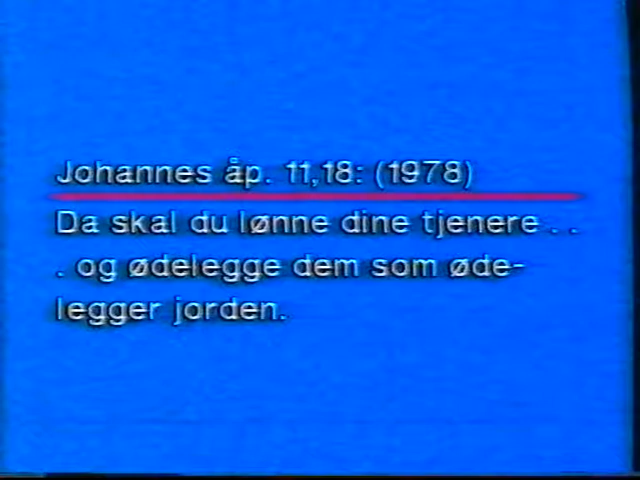 Johannes åp. 11,18: (1978)
Da skal du lønne dine tjenere . .
. og ødelegge dem som øde-
legger jorden.